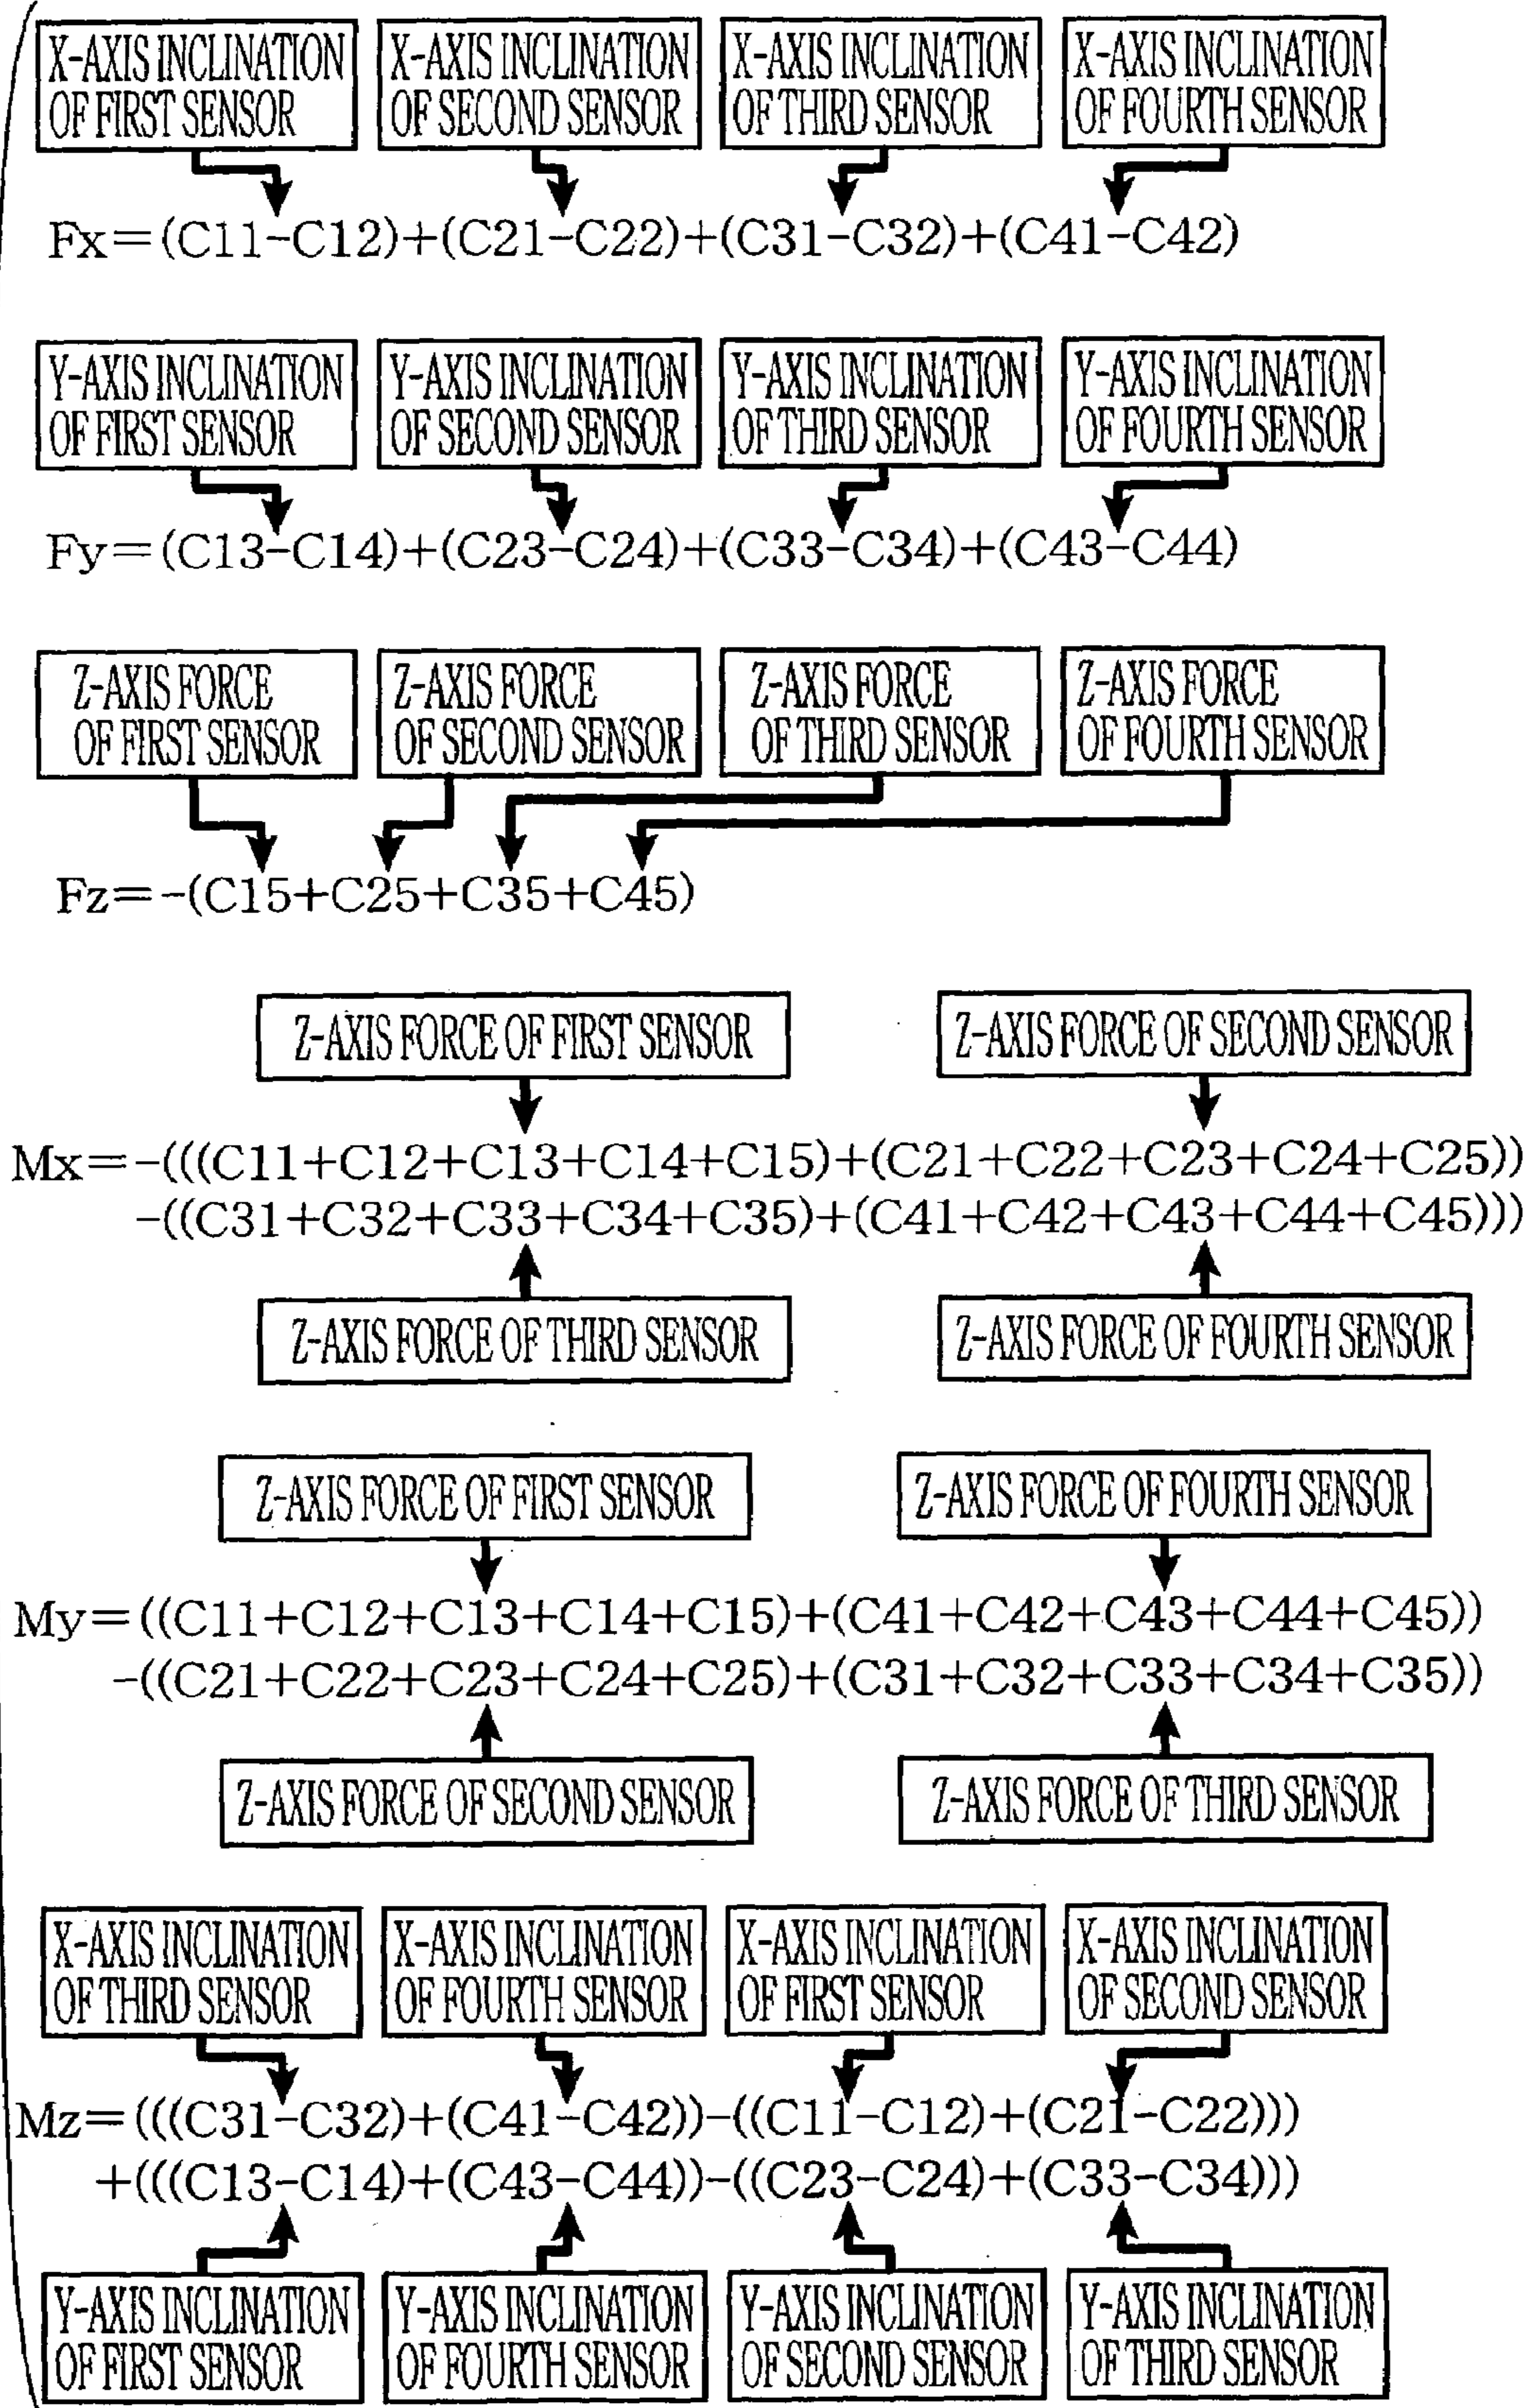 X-AXIS INCLINATION
OF FIRST SENSOR
X-AXIS INCLINATION
OF SECOND SENSOR
X-AXIS INCLINATION
OF THIRD SENSOR
X-AXIS INCLINATION
OF FOURTH SENSOR
Fx=(C11-C12)+(C21-C22)+(C31-C32)+(C41-C42)
Y-AXIS INCLINATION
OF FIRST SENSOR
Y-AXIS INCLINATION
OF SECOND SENSOR
Y-AXIS INCLINATION
OF THIRD SENSOR
Y-AXIS INCLINATION
OF FOURTH SENSOR
Fy=(C13-C14)+(C23-C24)+(C33-C34)+(C43-C44)
Z-AXIS FORCE
OF FIRST SENSOR
Z-AXIS FORCE
OF SECOND SENSOR
Z-AXIS FORCE
OF THIRD SENSOR
Z-AXIS FORCE
OF FOURTH SENSOR
Fz=-(C15+C25+C35+C45)
Z-AXIS FORCE OF FIRST SENSOR
Z-AXIS FORCE OF SECOND SENSOR
Mx=-(((C11+C12+C13+C14+C15)+(C21+C22+C23+C24+C25))
-((C31+C32+C33+C34+C35)+(C41+C42+C43+C44+C45)))
Z-AXIS FORCE OF THIRD SENSOR
Z-AXIS FORCE OF FOURTH SENSOR
Z-AXIS FORCE OF FIRST SENSOR
Z-AXIS FORCE OF FOURTH SENSOR
My=((C11+C12+C13+C14+C15)+(C41+C42+C43+C44+C45))
-((C21+C22+C23+C24+C25)+(C31+C32+C33+C34+C35))
Z-AXIS FORCE OF SECOND SENSOR
Z-AXIS FORCE OF THIRD SENSOR
X-AXIS INCLINATION
OF THIRD SENSOR
X-AXIS INCLINATION
OF FOURTH SENSOR
X-AXIS INCLINATION
OF FIRST SENSOR
X-AXIS INCLINATION
OF SECOND SENSOR
Mz=(((C31-C32)+(C41-C42))-((C11-C12)+(C21-C22)))
+(((C13-C14)+(C43-C44))-((C23-C24)+(C33-C34)))
Y-AXIS INCLINATION
OF FIRST SENSOR
Y-AXIS INCLINATION
OF FOURTH SENSOR
Y-AXIS INCLINATION
OF SECOND SENSOR
Y-AXIS INCLINATION
OF THIRD SENSOR